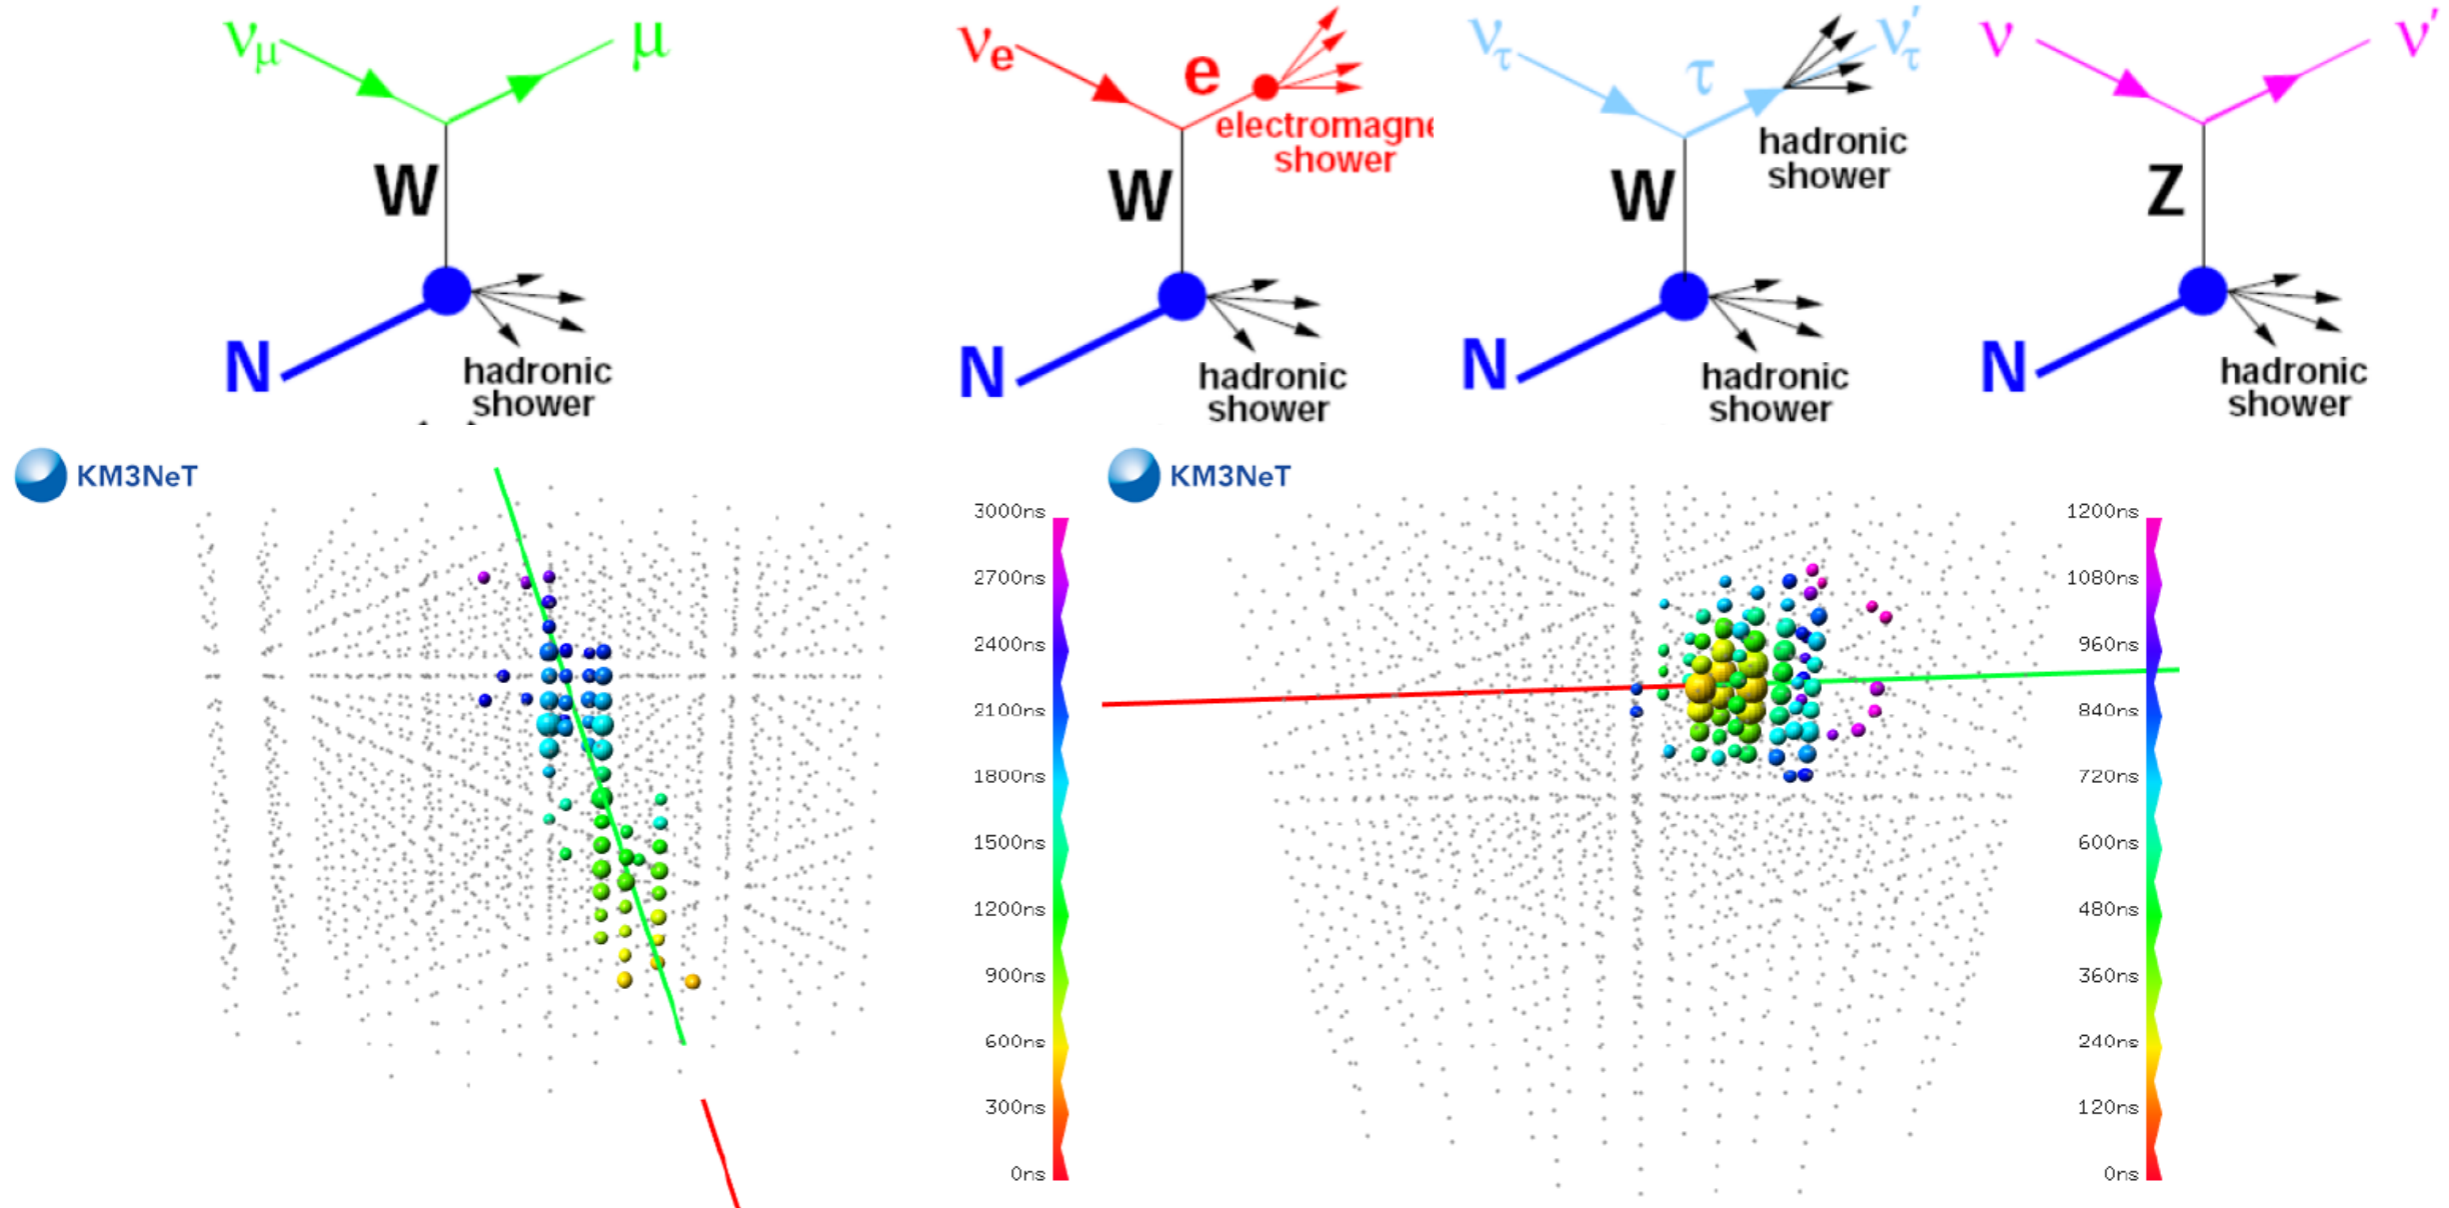 νμ
μ
W
N
hadronic
shower
νe
e
electromagne
shower
W
N
hadronic
shower
ντ
τ
ν′τ
hadronic
shower
W
N
hadronic
shower
ν
ν′
Z
N
hadronic
shower
KM3NeT
3000ns
2700ns
2400ns
2100ns
1800ns
1500ns
1200ns
900ns
600ns
300ns
0ns
KM3NeT
1200ns
1080ns
960ns
840ns
720ns
600ns
480ns
360ns
240ns
120ns
0ns